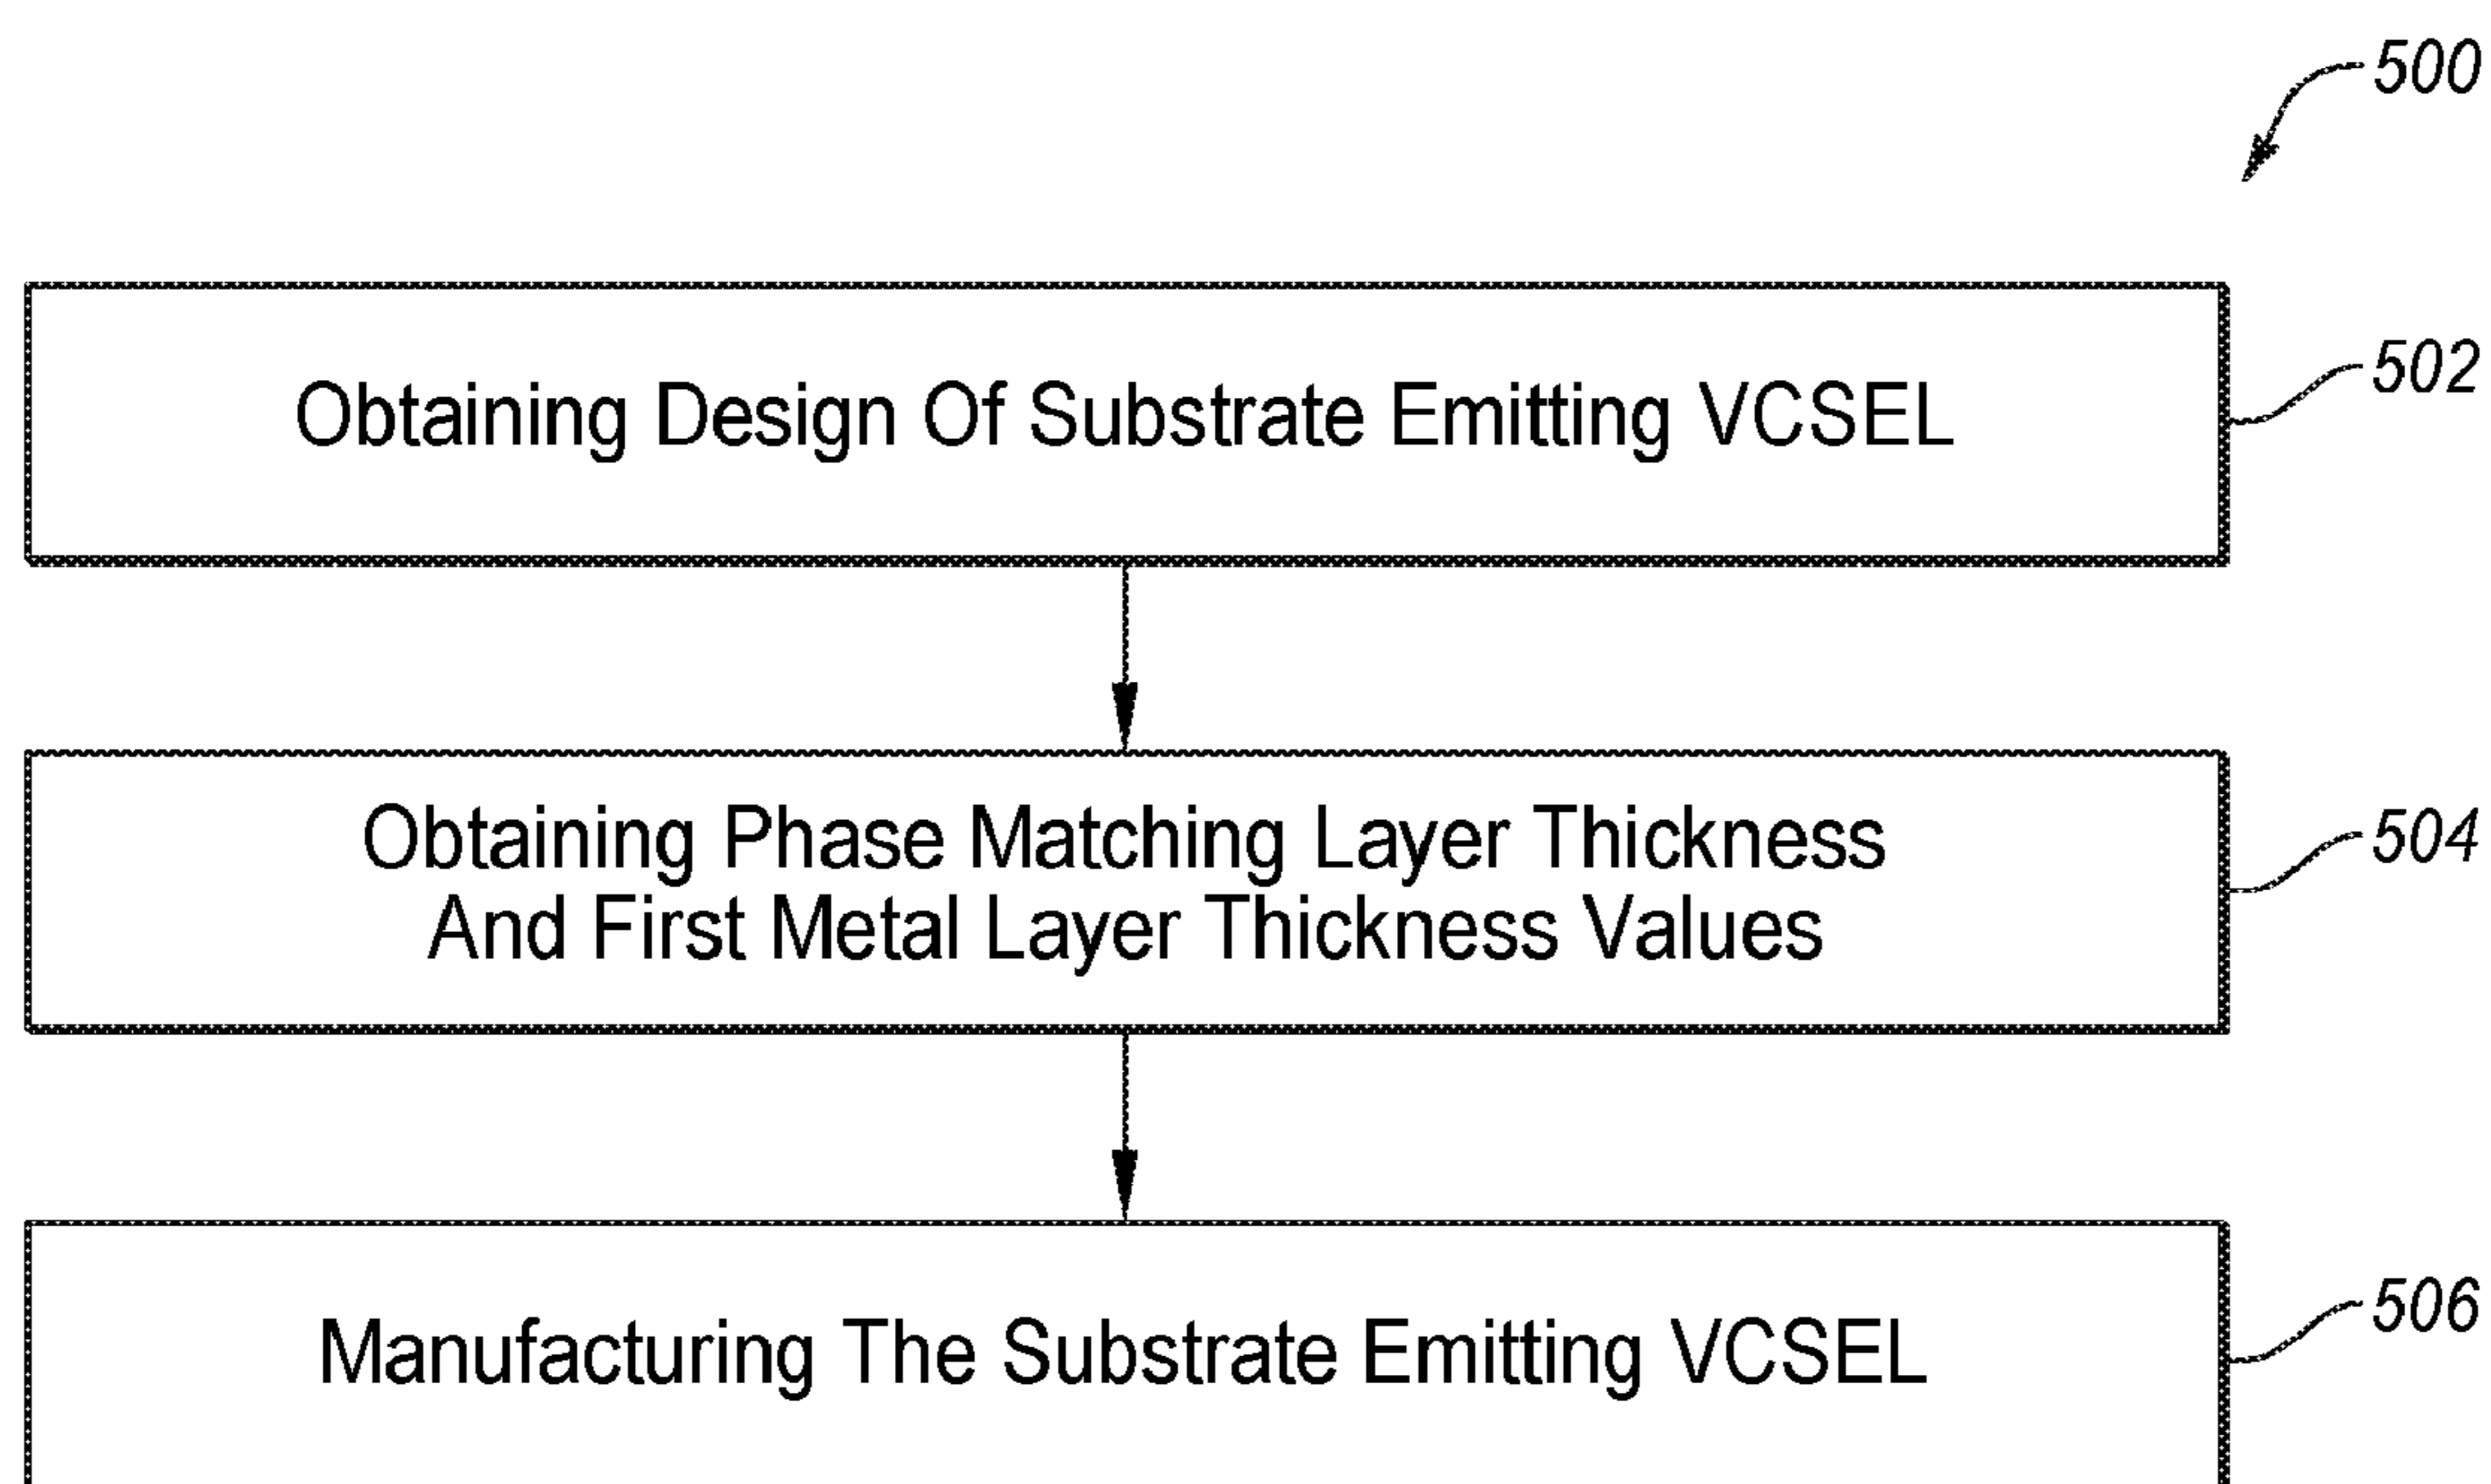 500
Obtaining Design Of Substrate Emitting VCSEL
502
Obtaining Phase Matching Layer Thickness
And First Metal Layer Thickness Values
504
Manufacturing The Substrate Emitting VCSEL
506